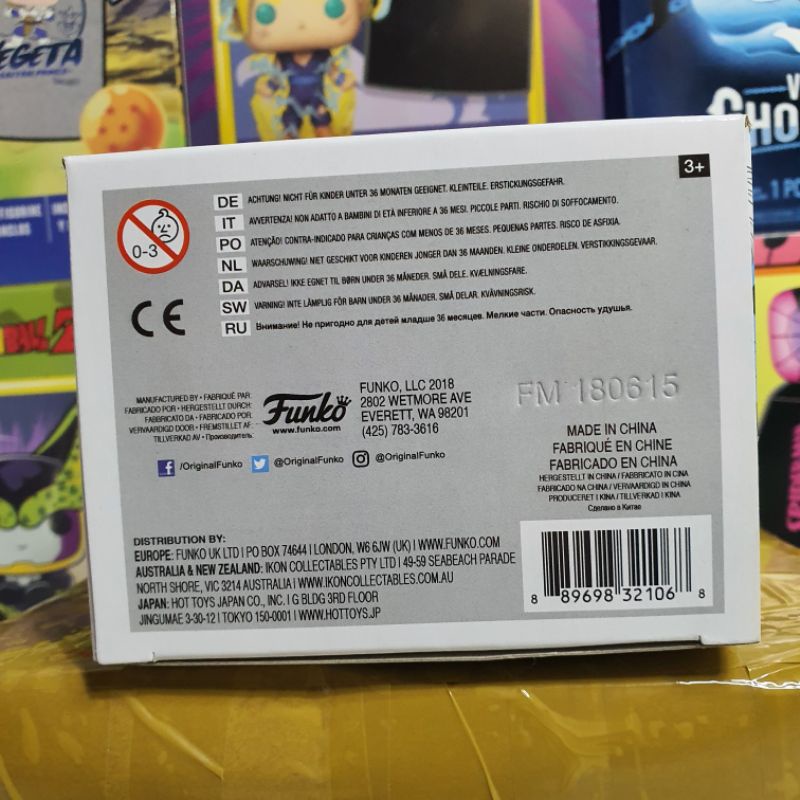 VEGETA
VI
CHO
. 1 PO
BALL Z
3+
0-3
DE ACHTUNG! NICHT FÜR KINDER UNTER 36 MONATEN GEEIGNET. KLEINTEILE. ERSTICKUNGSGEFAHR.
IT AVVERTENZA! NON ADATTO A BAMBINI DI ETÀ INFERIORE A 36 MESI. PICCOLE PARTI. RISCHIO DI SOFFOCAMENTO.
PO ATENÇÃO! CONTRA-INDICADO PARA CRIANÇAS COM MENOS DE 36 MESES. PEQUENAS PARTES. RISCO DE ASFIXIA.
NL WAARSCHUWING! NIET GESCHIKT VOOR KINDEREN JONGER DAN 36 MAANDEN. KLEINE ONDERDELEN. VERSTIKKINGSGEVAAR.
DA ADVARSEL! IKKE EGNET TIL BØRN UNDER 36 MÅNEDER. SMÅ DELE. KVÆLNINGSFARE.
SW VARNING! INTE LÄMPLIG FÖR BARN UNDER 36 MÅNADER. SMÅ DELAR. KVÄVNINGSRISK.
RU Внимание! Не пригодно для детей младше 36 месяцев. Мелкие части. Опасность удушья.
CE
MANUFACTURED BY • FABRIQUÉ PAR:
FABRICADO POR • HERGESTELLT DURCH:
FABBRICATO DA • FABRICADO POR:
VERVAARDIGD DOOR • FREMSTILLET AF:
TILLVERKAD AV • Производитель:
Funko
www.funko.com
FUNKO, LLC 2018
2802 WETMORE AVE
EVERETT, WA 98201
(425) 783-3616
/OriginalFunko @OriginalFunko @OriginalFunko
FM 180615
MADE IN CHINA
FABRIQUÉ EN CHINE
FABRICADO EN CHINA
HERGESTELLT IN CHINA / FABBRICATO IN CINA
FABRICADO NA CHINA / VERVAARDIGD IN CHINA
PRODUCERET I KINA / TILLVERKAD I KINA
Сделано в Китае
DISTRIBUTION BY:
EUROPE: FUNKO UK LTD | PO BOX 74644 | LONDON, W6 6JW (UK) | WWW.FUNKO.COM
AUSTRALIA & NEW ZEALAND: IKON COLLECTABLES PTY LTD | 49-59 SEABEACH PARADE
NORTH SHORE, VIC 3214 AUSTRALIA | WWW.IKONCOLLECTABLES.COM.AU
JAPAN: HOT TOYS JAPAN CO., INC. | G BLDG 3RD FLOOR
JINGUMAE 3-30-12 | TOKYO 150-0001 | WWW.HOTTOYS.JP
8 89698 32106 8